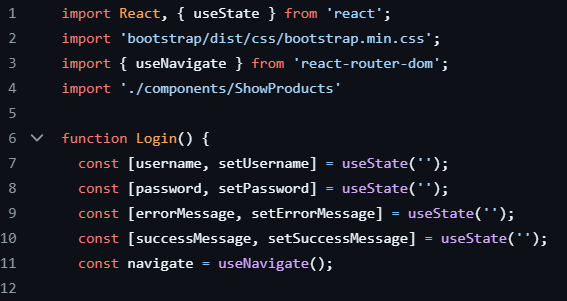 1 import React, { useState } from 'react';
2 import 'bootstrap/dist/css/bootstrap.min.css';
3 import { useNavigate } from 'react-router-dom';
4 import './components/ShowProducts'
5
6 function Login() {
7 const [username, setUsername] = useState('');
8 const [password, setPassword] = useState('');
9 const [errorMessage, setErrorMessage] = useState('');
10 const [successMessage, setSuccessMessage] = useState('');
11 const navigate = useNavigate();
12